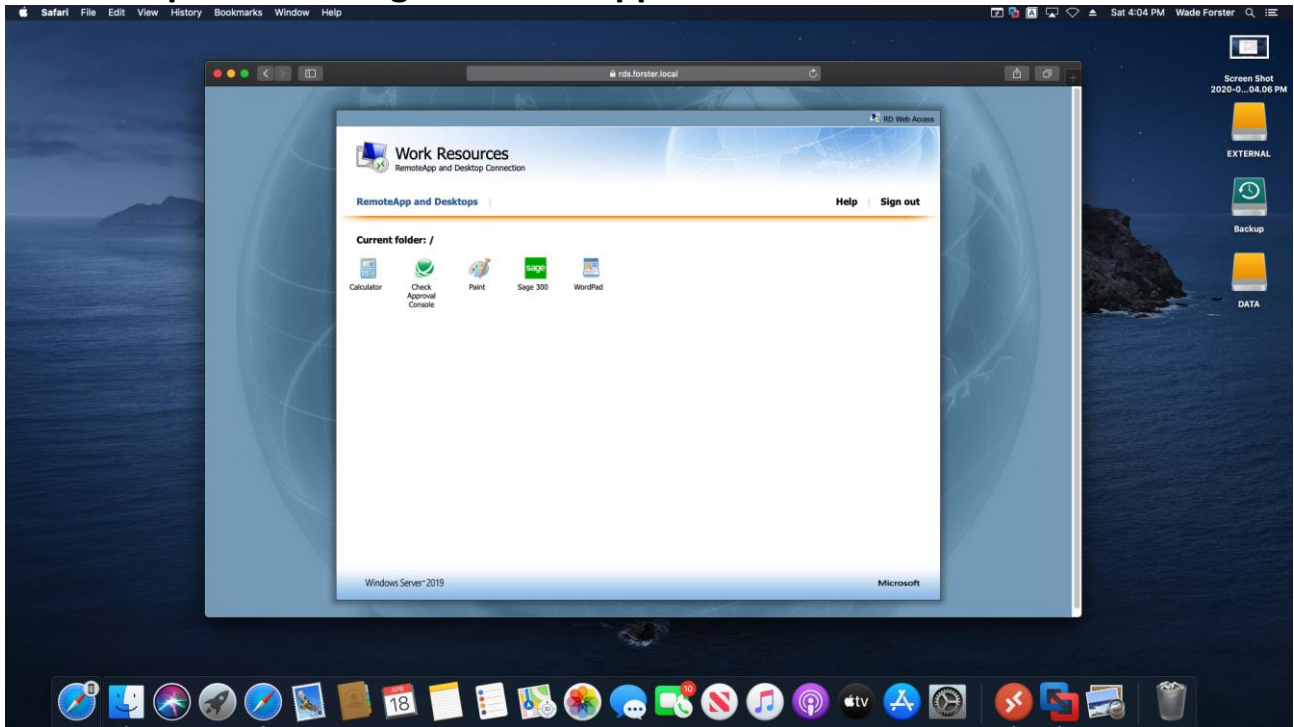 Safari File Edit View History Bookmarks Window Help
Sat 4:04 PM Wade Forster
rds.forster.local
Screen Shot
2020-0...04.06 PM
EXTERNAL
Backup
DATA
RD Web Access
Work Resources
RemoteApp and Desktop Connection
RemoteApp and Desktops
Help
Sign out
Current folder: /
Calculator
Check
Approval
Console
Paint
sage
Sage 300
WordPad
Windows Server 2019
Microsoft
APR
18
10
tv